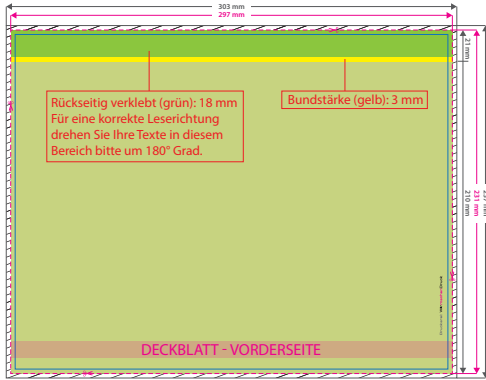 303 mm
297 mm
21 mm
Rückseitig verklebt (grün): 18 mm
Für eine korrekte Leserichtung
drehen Sie Ihre Texte in diesem
Bereich bitte um 180° Grad.
Bundstärke (gelb): 3 mm
210 mm
231 mm
DECKBLATT - VORDERSEITE